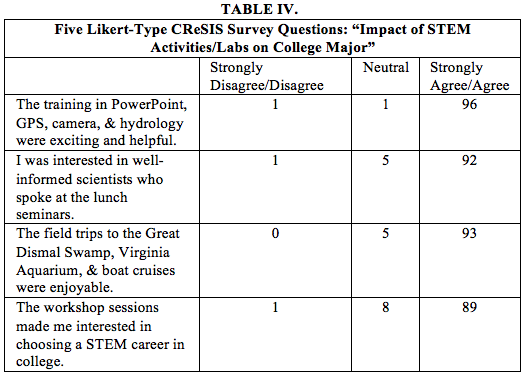 TABLE IV.
Five Likert-Type CReSIS Survey Questions: “Impact of STEM
Activities/Labs on College Major”
Strongly
Disagree/Disagree
Neutral
Strongly
Agree/Agree
The training in PowerPoint,
GPS, camera, & hydrology
were exciting and helpful.
1
1
96
I was interested in well-
informed scientists who
spoke at the lunch
seminars.
1
5
92
The field trips to the Great
Dismal Swamp, Virginia
Aquarium, & boat cruises
were enjoyable.
0
5
93
The workshop sessions
made me interested in
choosing a STEM career in
college.
1
8
89